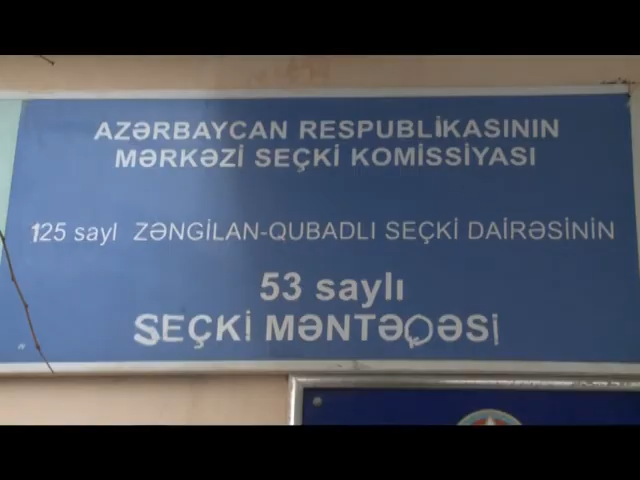 AZƏRBAYCAN RESPUBLİKASININ
MƏRKƏZİ SEÇKİ KOMİSSİYASI
125 sayl ZƏNGİLAN-QUBADLI SEÇKİ DAİRƏSİNİN
53 saylı
SEÇKİ MƏNTƏQƏSİ